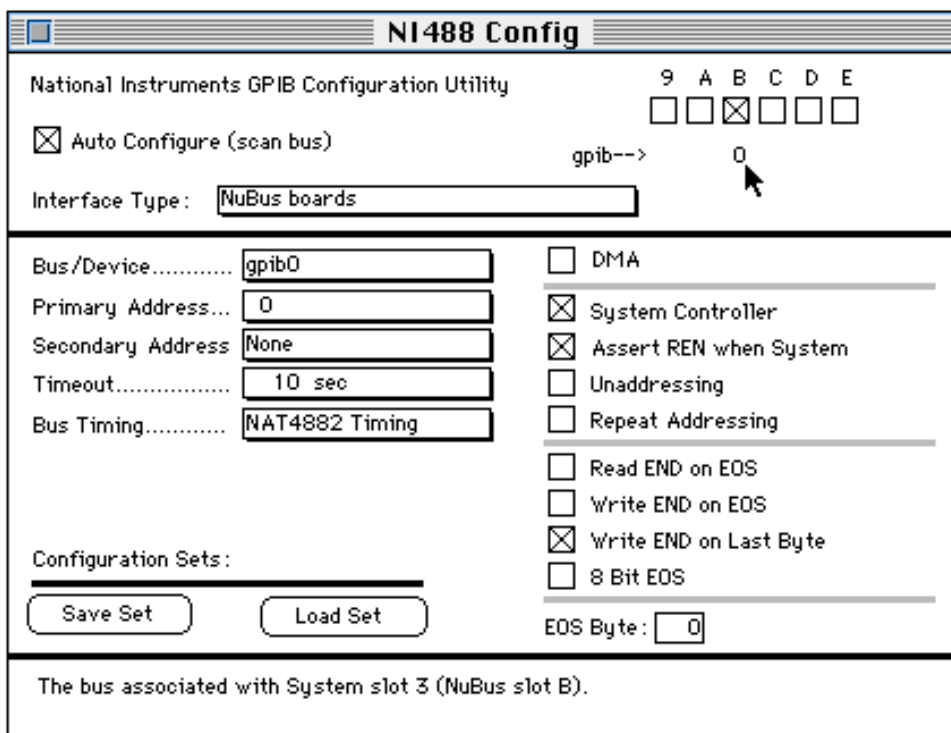 NI488 Config
National Instruments GPIB Configuration Utility
9 A B C D E
Auto Configure (scan bus)
gpib--> 0
Interface Type: NuBus boards
Bus/Device............ gpib0
Primary Address... 0
Secondary Address None
Timeout................. 10 sec
Bus Timing............ NAT4882 Timing
DMA
System Controller
Assert REN when System
Unaddressing
Repeat Addressing
Read END on EOS
Write END on EOS
Write END on Last Byte
8 Bit EOS
EOS Byte: 0
Configuration Sets:
Save Set Load Set
The bus associated with System slot 3 (NuBus slot B).